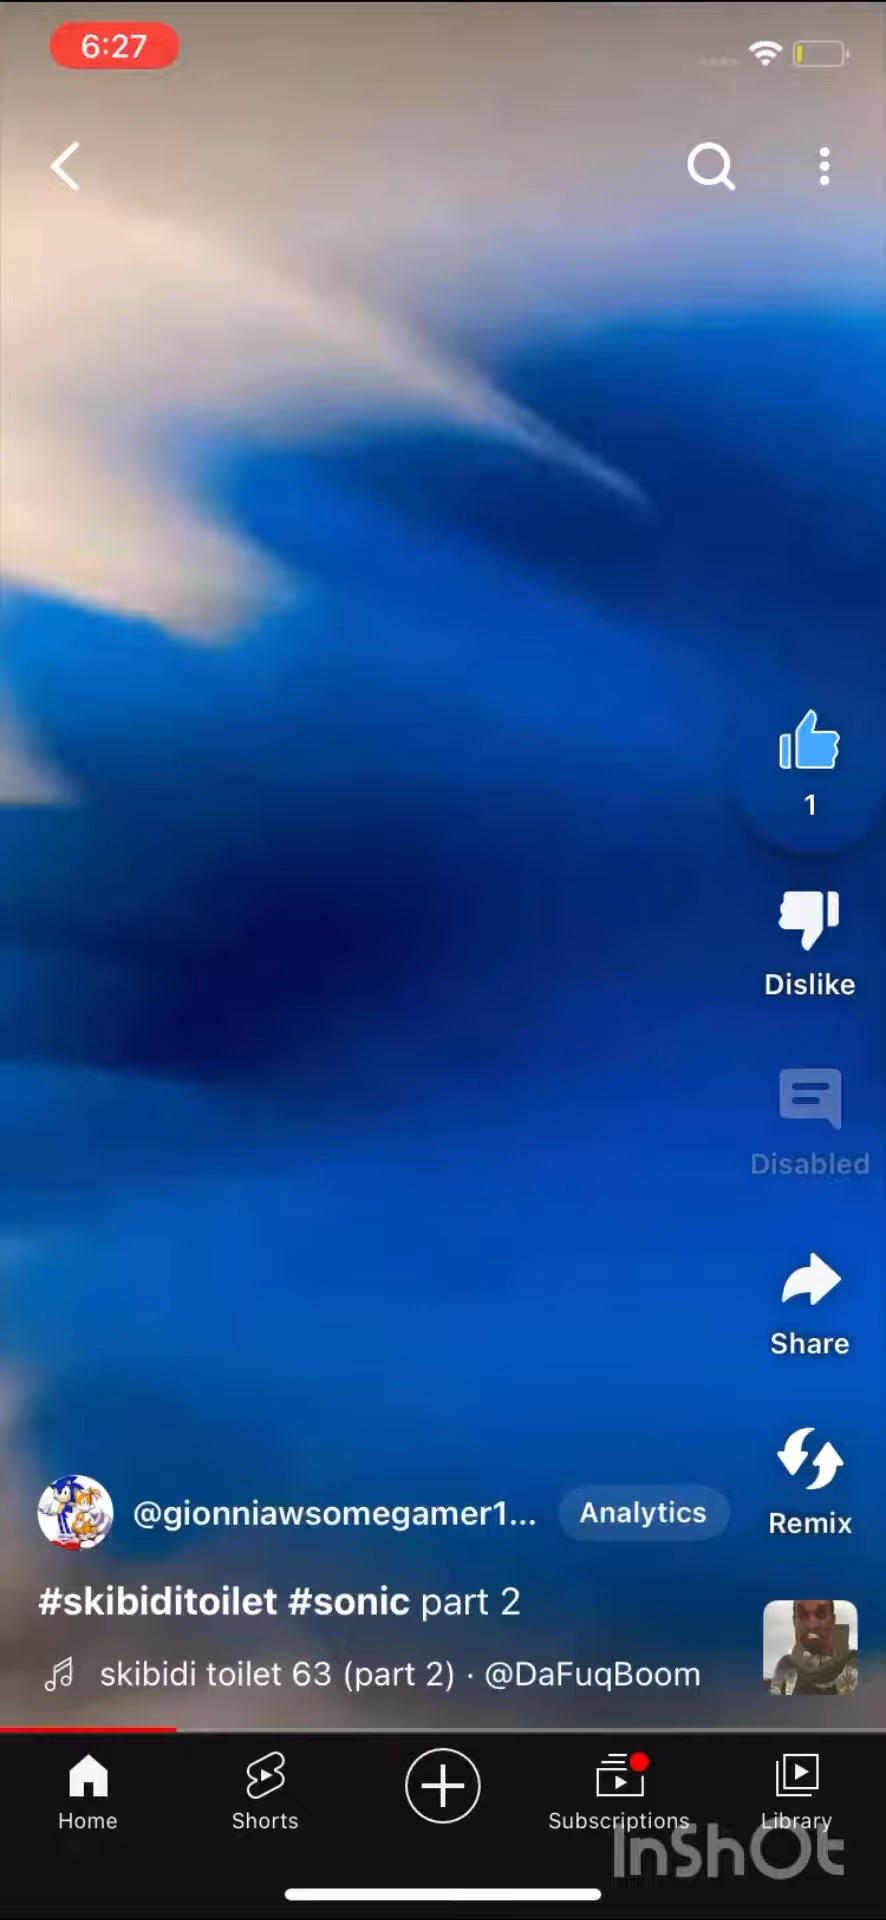 6:27
1
Dislike
Disabled
Share
Remix
@gionniawsomegamer1...
Analytics
#skibiditoilet #sonic part 2
skibidi toilet 63 (part 2) · @DaFuqBoom
Home
Shorts
Subscriptions
Library
InShOt